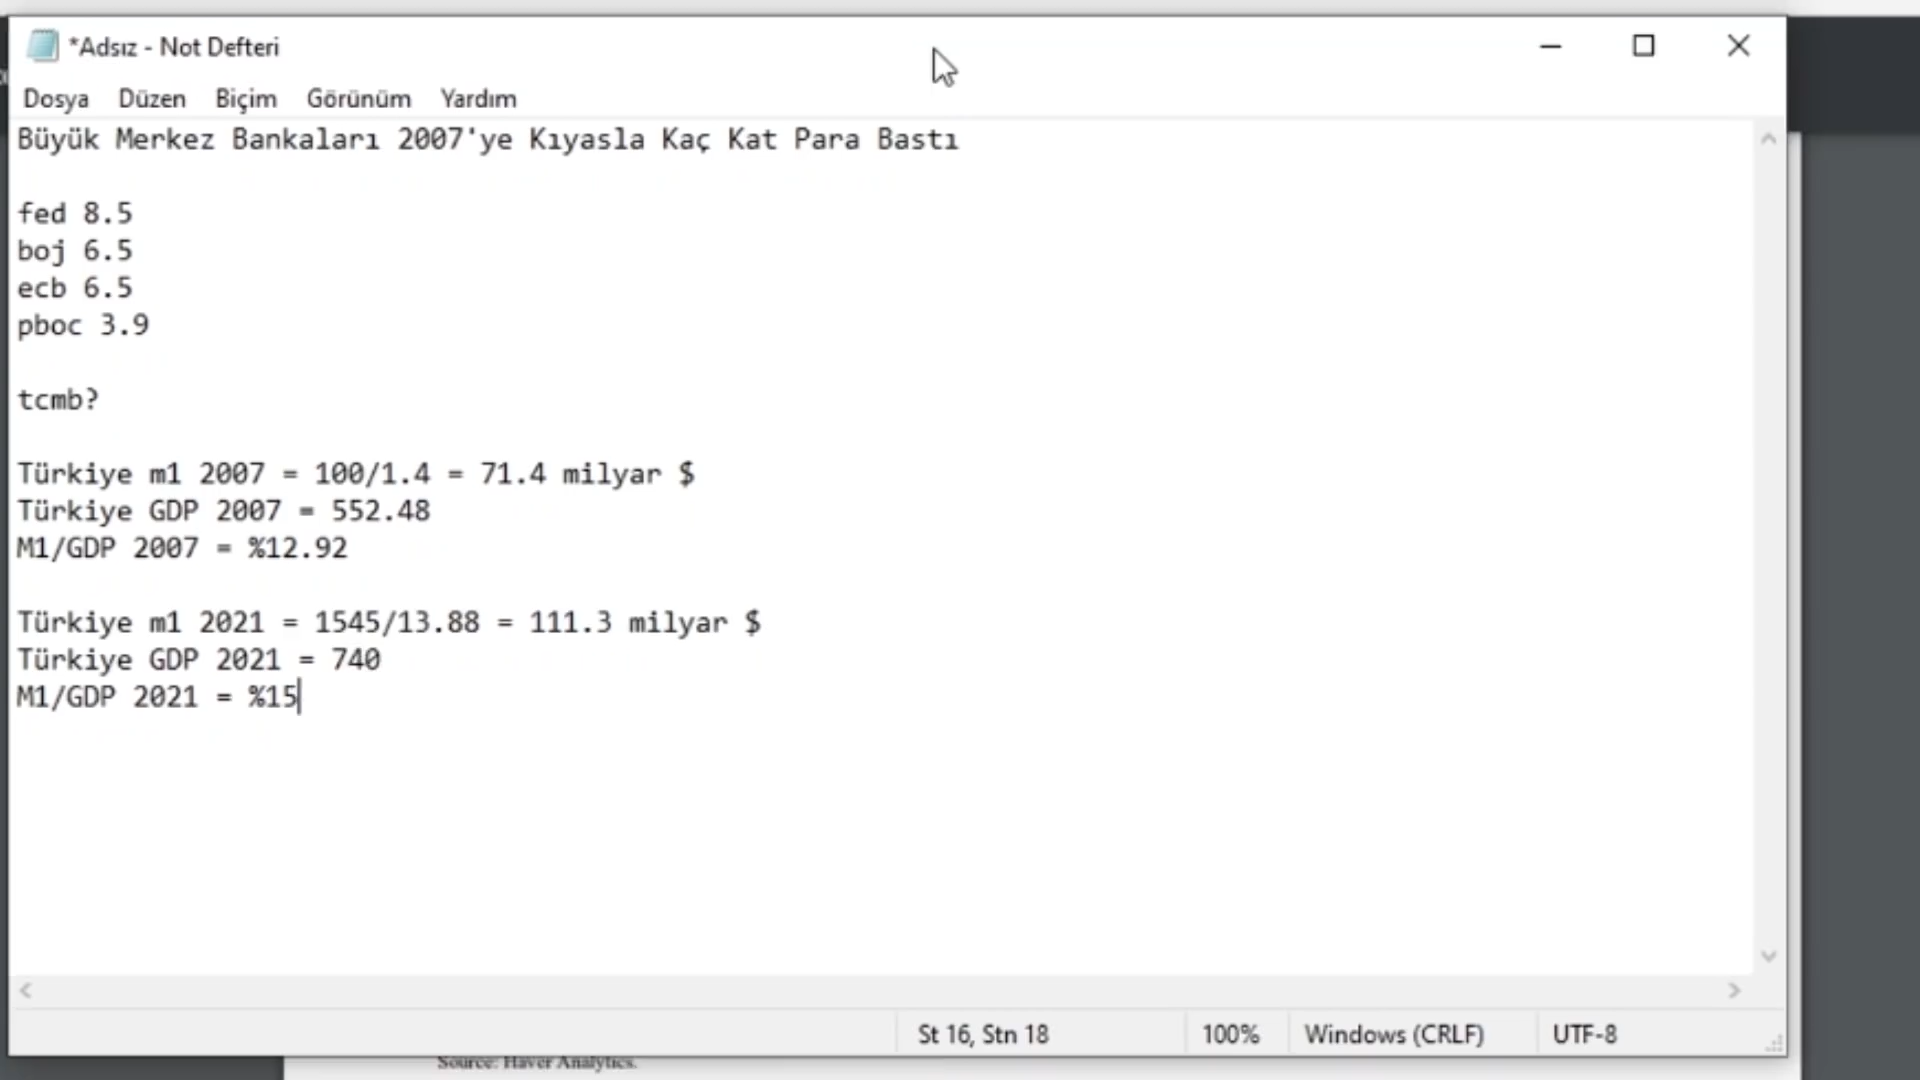 *Adsız - Not Defteri
Dosya Düzen Biçim Görünüm Yardım
Büyük Merkez Bankaları 2007'ye Kıyasla Kaç Kat Para Bastı
fed 8.5
boj 6.5
ecb 6.5
pboc 3.9
tcmb?
Türkiye m1 2007 = 100/1.4 = 71.4 milyar $
Türkiye GDP 2007 = 552.48
M1/GDP 2007 = %12.92
Türkiye m1 2021 = 1545/13.88 = 111.3 milyar $
Türkiye GDP 2021 = 740
M1/GDP 2021 = %15
St 16, Stn 18 100% Windows (CRLF) UTF-8
Source: Haver Analytics.